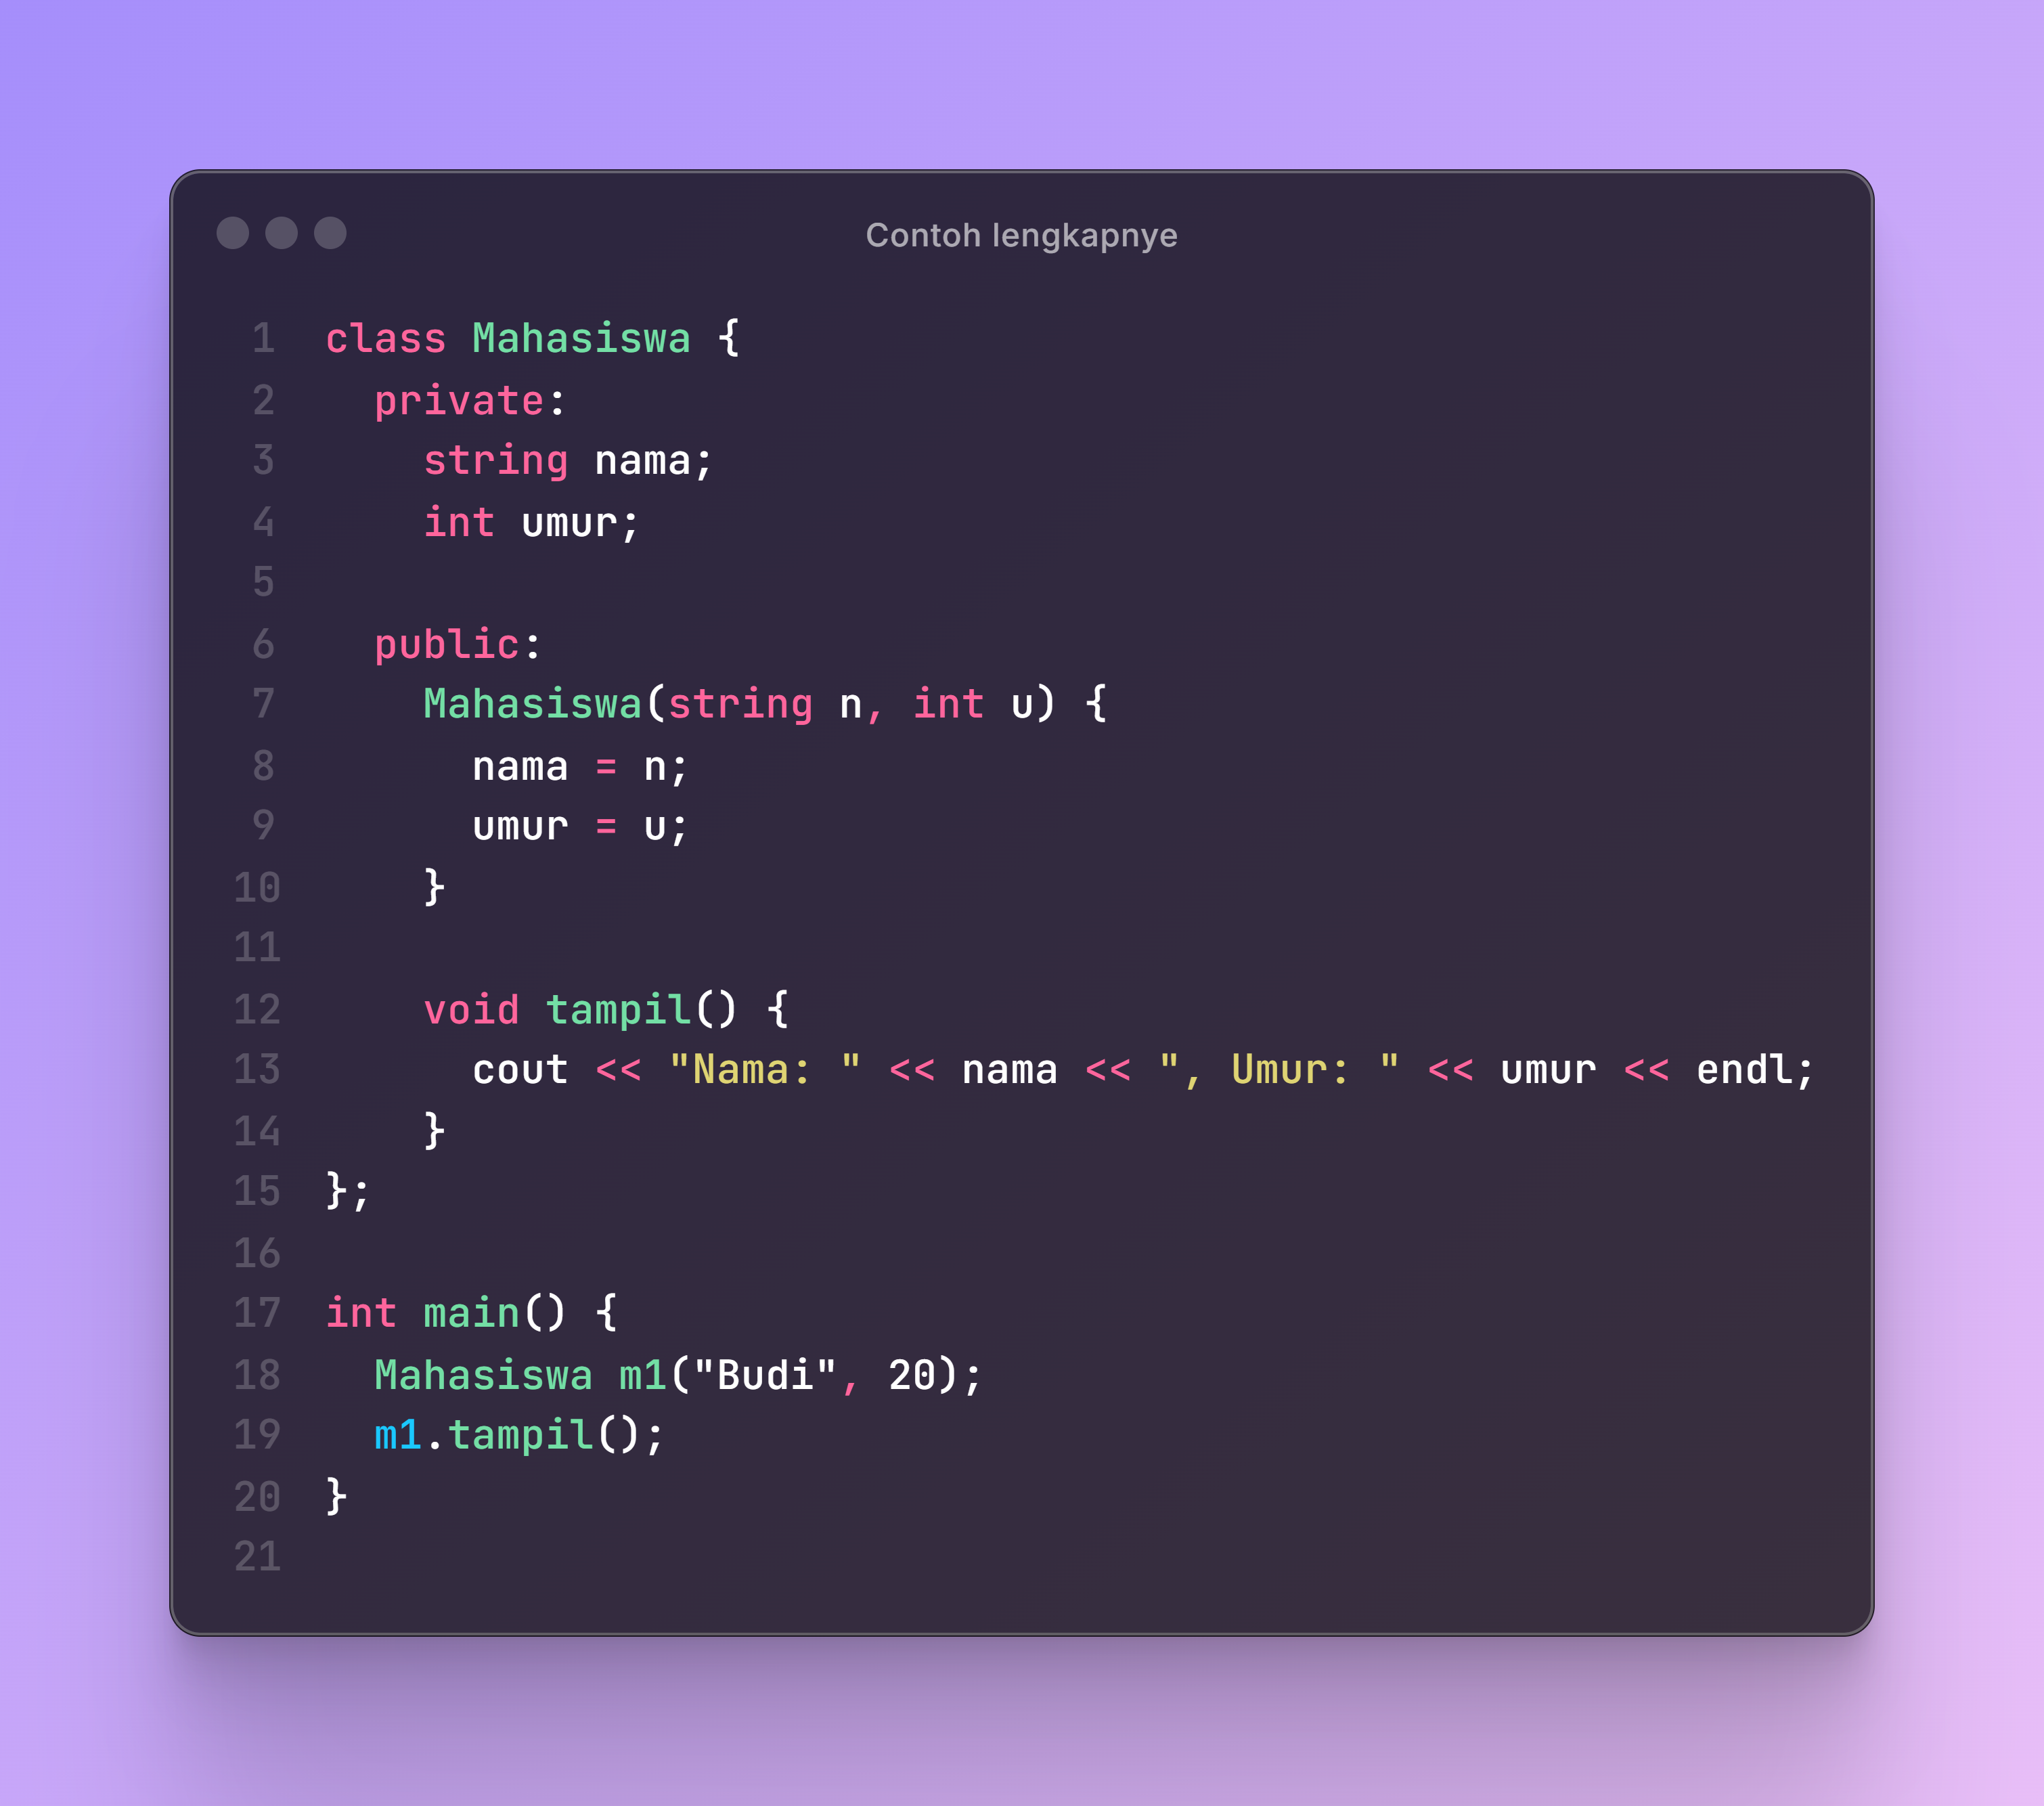 Contoh lengkapnye
1 class Mahasiswa {
2   private:
3     string nama;
4     int umur;
5
6   public:
7     Mahasiswa(string n, int u) {
8       nama = n;
9       umur = u;
10     }
11
12     void tampil() {
13       cout << "Nama: " << nama << ", Umur: " << umur << endl;
14     }
15 };
16
17 int main() {
18   Mahasiswa m1("Budi", 20);
19   m1.tampil();
20 }
21